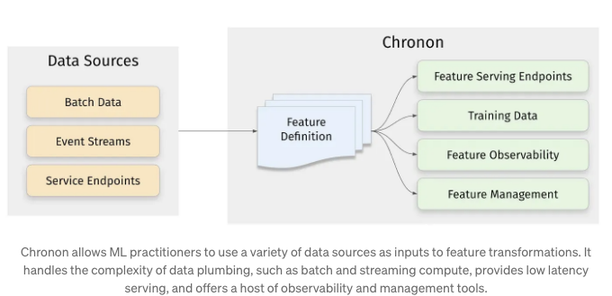 Data Sources
Batch Data
Event Streams
Service Endpoints
Chronon
Feature
Definition
Feature Serving Endpoints
Training Data
Feature Observability
Feature Management
Chronon allows ML practitioners to use a variety of data sources as inputs to feature transformations. It
handles the complexity of data plumbing, such as batch and streaming compute, provides low latency
serving, and offers a host of observability and management tools.